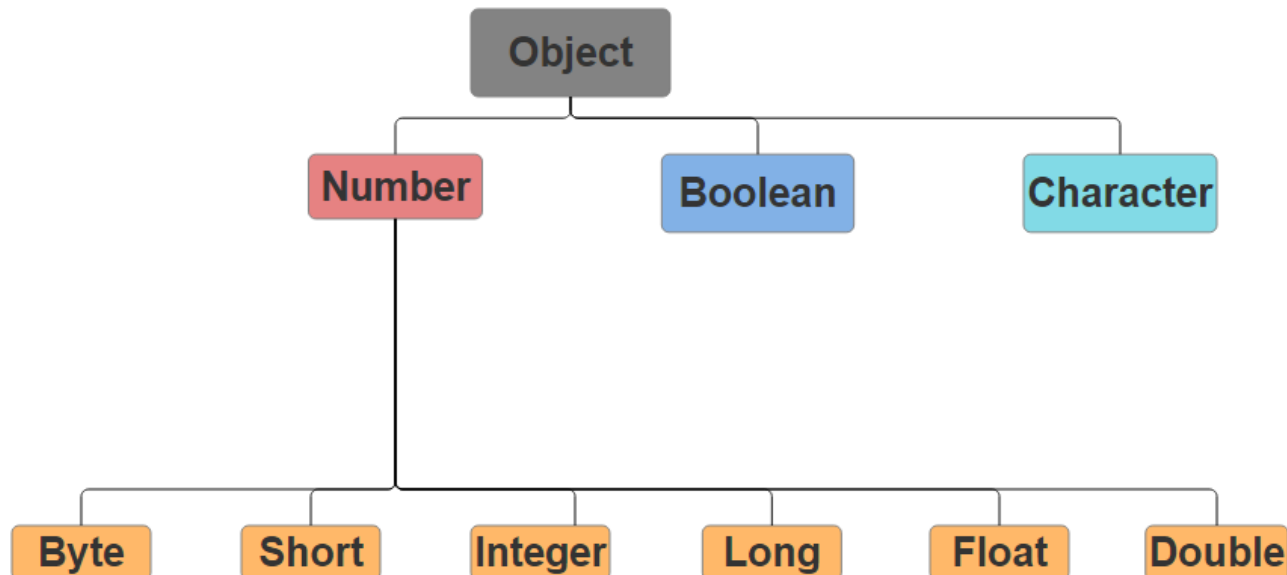 Object
Number
Boolean
Character
Byte
Short
Integer
Long
Float
Double